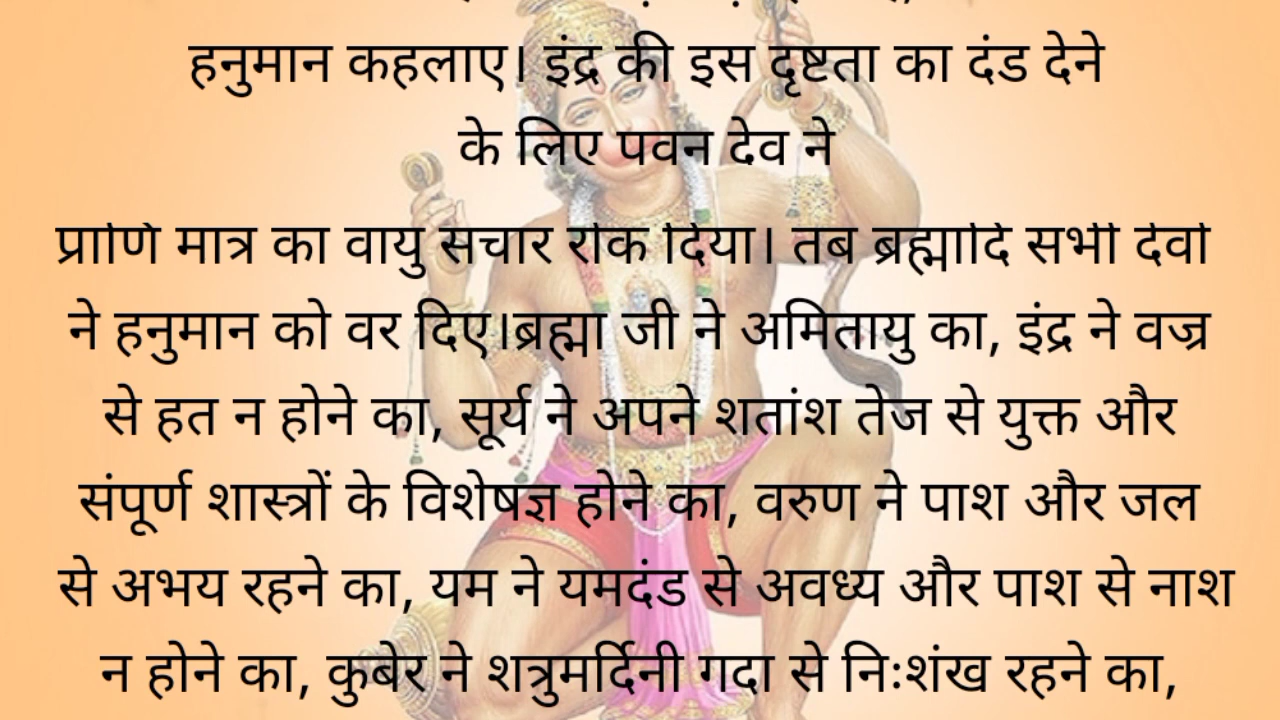 हनुमान कहलाए। इंद्र की इस दृष्टता का दंड देने
के लिए पवन देव ने
प्राणि मात्र का वायु संचार रोक दिया। तब ब्रह्मादि सभी देवों
ने हनुमान को वर दिए।ब्रह्मा जी ने अमितायु का, इंद्र ने वज्र
से हत न होने का, सूर्य ने अपने शतांश तेज से युक्त और
संपूर्ण शास्त्रों के विशेषज्ञ होने का, वरुण ने पाश और जल
से अभय रहने का, यम ने यमदंड से अवध्य और पाश से नाश
न होने का, कुबेर ने शत्रुमर्दिनी गदा से निःशंख रहने का,